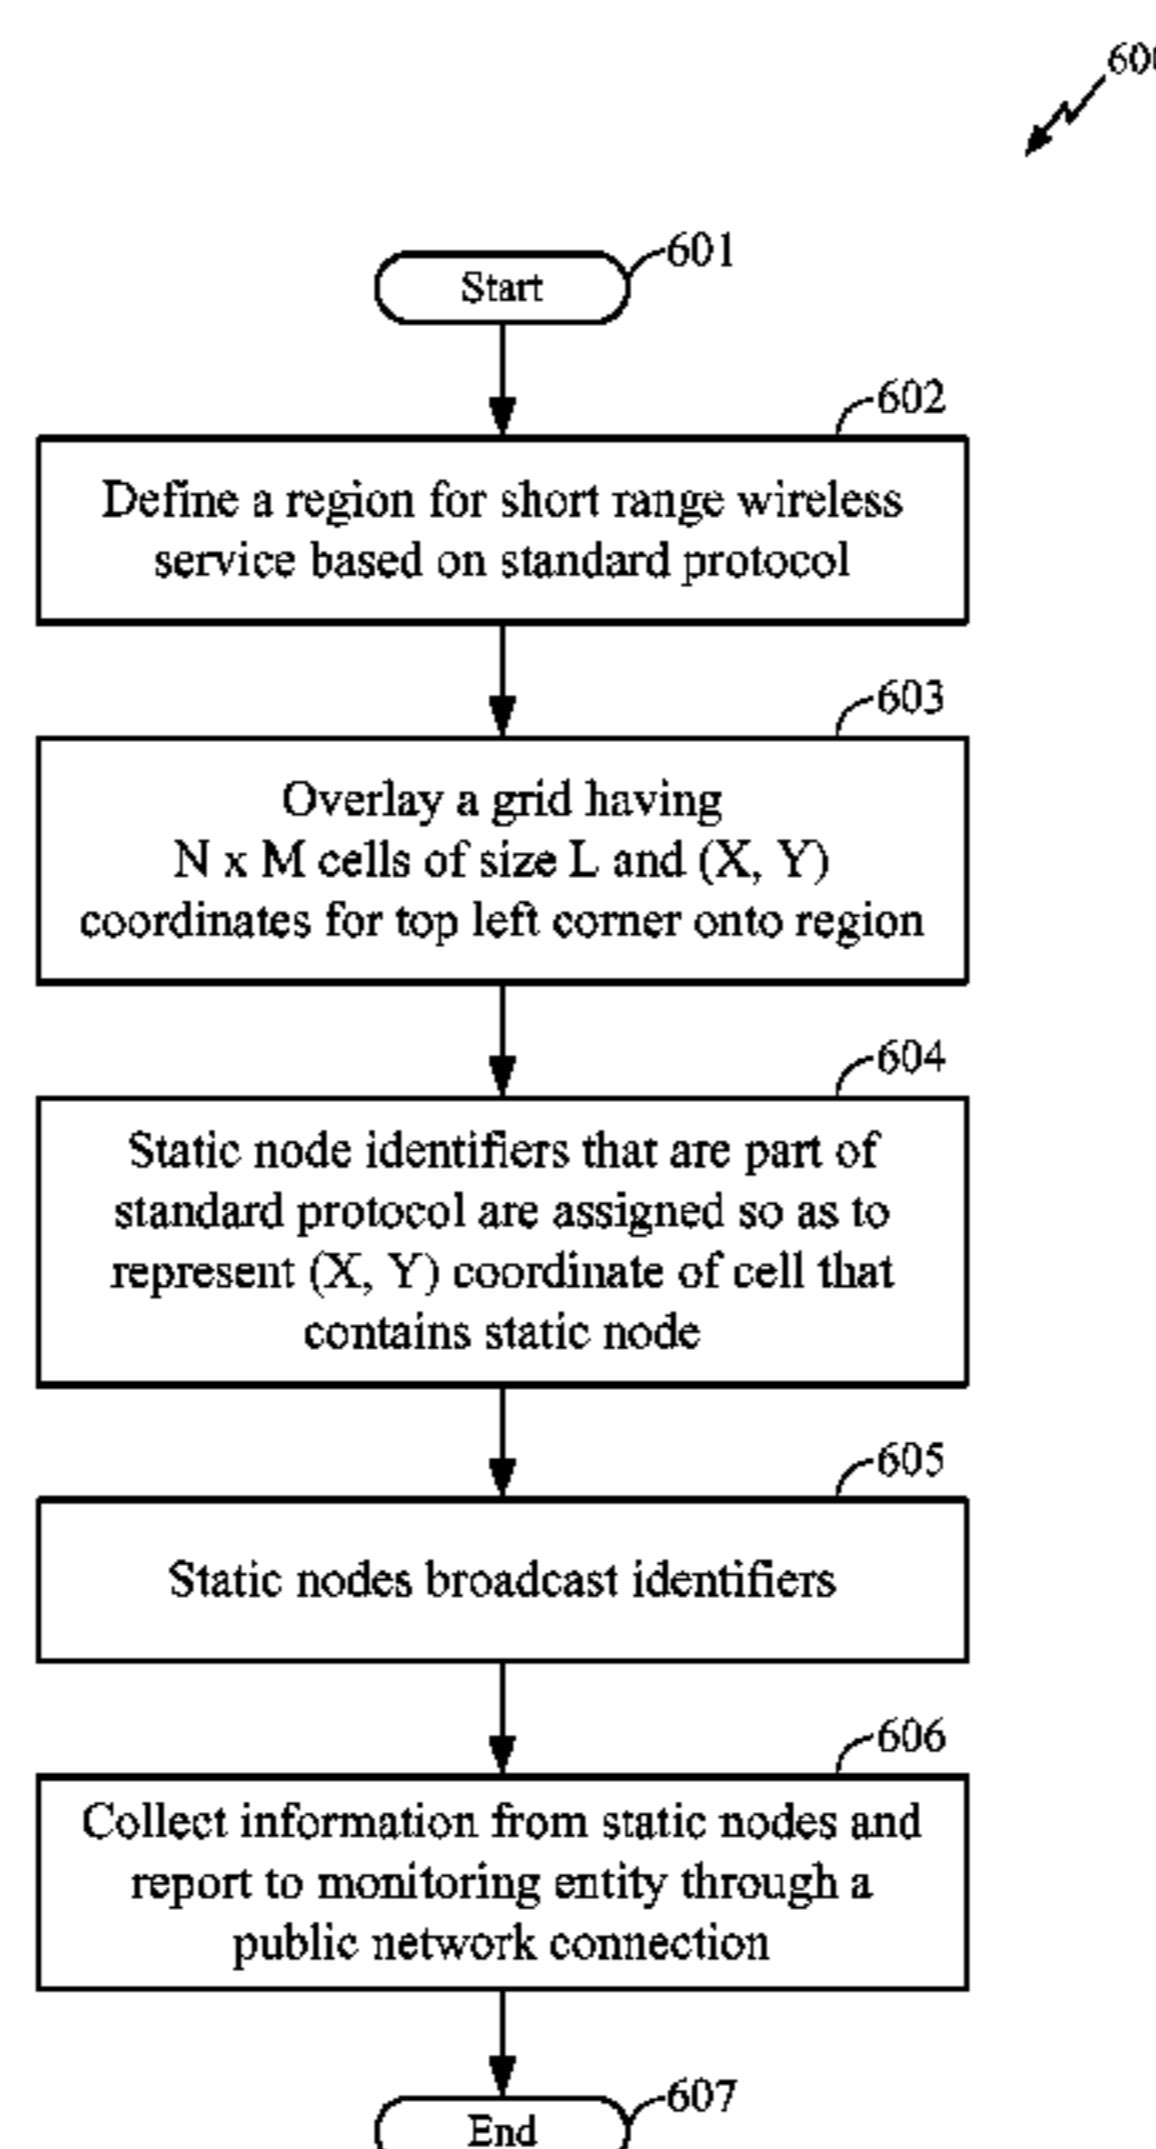 600
601
Start
602
Define a region for short range wireless
service based on standard protocol
603
Overlay a grid having
N x M cells of size L and (X, Y)
coordinates for top left corner onto region
604
Static node identifiers that are part of
standard protocol are assigned so as to
represent (X, Y) coordinate of cell that
contains static node
605
Static nodes broadcast identifiers
606
Collect information from static nodes and
report to monitoring entity through a
public network connection
607
End